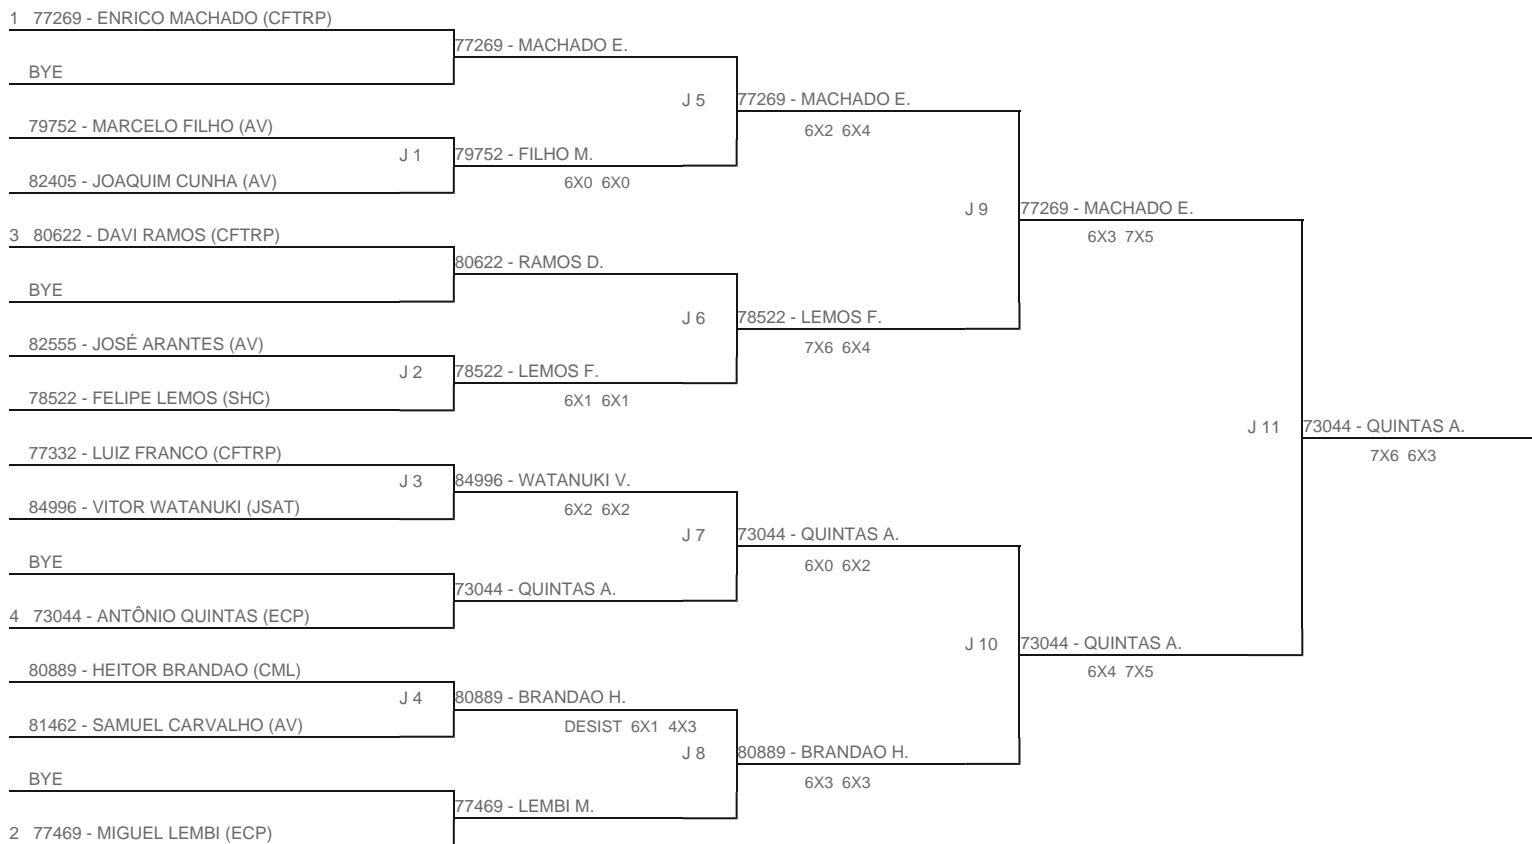 1 77269 - ENRICO MACHADO (CFTRP)
77269 - MACHADO E.
BYE
J 5
77269 - MACHADO E.
6X2 6X4
79752 - MARCELO FILHO (AV)
J 1
79752 - FILHO M.
82405 - JOAQUIM CUNHA (AV)
6X0 6X0
J 9
77269 - MACHADO E.
6X3 7X5
3 80622 - DAVI RAMOS (CFTRP)
80622 - RAMOS D.
BYE
J 6
78522 - LEMOS F.
7X6 6X4
82555 - JOSÉ ARANTES (AV)
J 2
78522 - LEMOS F.
78522 - FELIPE LEMOS (SHC)
6X1 6X1
J 11
73044 - QUINTAS A.
7X6 6X3
77332 - LUIZ FRANCO (CFTRP)
J 3
84996 - WATANUKI V.
84996 - VITOR WATANUKI (JSAT)
6X2 6X2
J 7
73044 - QUINTAS A.
6X0 6X2
BYE
73044 - QUINTAS A.
4 73044 - ANTÔNIO QUINTAS (ECP)
J 10
73044 - QUINTAS A.
6X4 7X5
80889 - HEITOR BRANDAO (CML)
J 4
80889 - BRANDAO H.
81462 - SAMUEL CARVALHO (AV)
DESIST 6X1 4X3
J 8
80889 - BRANDAO H.
6X3 6X3
BYE
77469 - LEMBI M.
2 77469 - MIGUEL LEMBI (ECP)